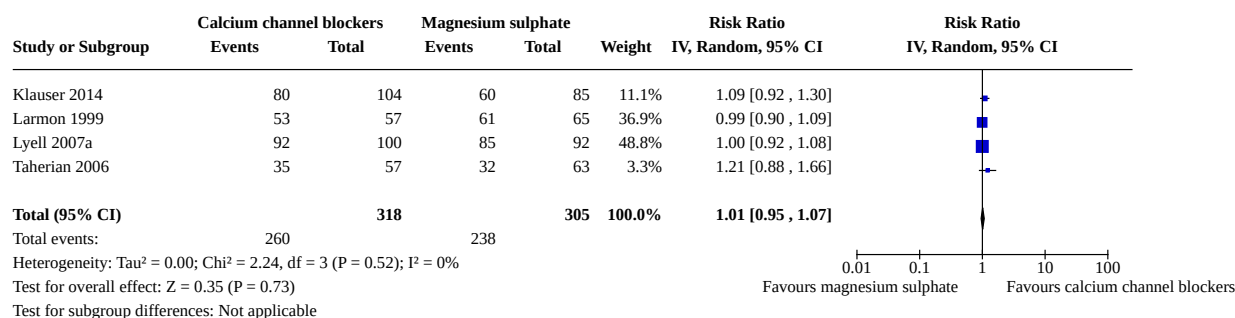 Calcium channel blockers Magnesium sulphate Risk Ratio Risk Ratio
Study or Subgroup Events Total Events Total Weight IV, Random, 95% CI IV, Random, 95% CI
Klauser 2014 80 104 60 85 11.1% 1.09 [0.92 , 1.30]
Larmon 1999 53 57 61 65 36.9% 0.99 [0.90 , 1.09]
Lyell 2007a 92 100 85 92 48.8% 1.00 [0.92 , 1.08]
Taherian 2006 35 57 32 63 3.3% 1.21 [0.88 , 1.66]
Total (95% CI) 318 305 100.0% 1.01 [0.95 , 1.07]
Total events: 260 238
Heterogeneity: Tau² = 0.00; Chi² = 2.24, df = 3 (P = 0.52); I² = 0%
0.01 0.1 1 10 100
Test for overall effect: Z = 0.35 (P = 0.73)
Favours magnesium sulphate Favours calcium channel blockers
Test for subgroup differences: Not applicable